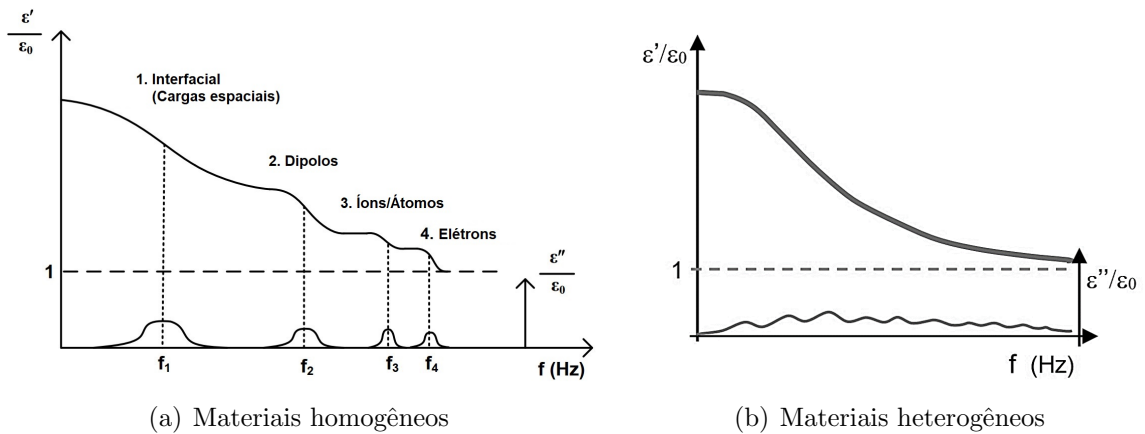 ε′
ε₀
1. Interfacial
(Cargas espaciais)
2. Dipolos
3. Íons/Átomos
4. Elétrons
1
ε″
ε₀
f₁
f₂
f₃
f₄
f (Hz)
(a) Materiais homogêneos
ε'/ε₀
1
ε''/ε₀
f (Hz)
(b) Materiais heterogêneos